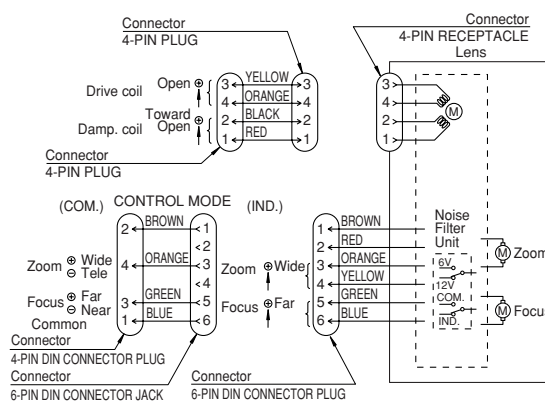 Connector
4-PIN PLUG
Connector
4-PIN RECEPTACLE
Lens
Drive coil
Open ⊕
3 YELLOW 3
4 ORANGE 4
Damp. coil
Toward
Open ⊕
2 BLACK 2
1 RED 1
Connector
4-PIN PLUG
3
4
2
1
M
(COM.) CONTROL MODE (IND.)
2 BROWN 1
2
4 ORANGE 3
4
3 GREEN 5
1 BLUE 6
Zoom ⊕ Wide
⊖ Tele
Focus ⊕ Far
⊖ Near
Common
Connector
4-PIN DIN CONNECTOR PLUG
Connector
6-PIN DIN CONNECTOR JACK
Zoom ⊕ Wide
Focus ⊕ Far
1 BROWN
2 RED
3 ORANGE
4 YELLOW
5 GREEN
6 BLUE
Connector
6-PIN DIN CONNECTOR PLUG
Noise
Filter
Unit
6V
12V
COM.
IND.
M Zoom
M Focus